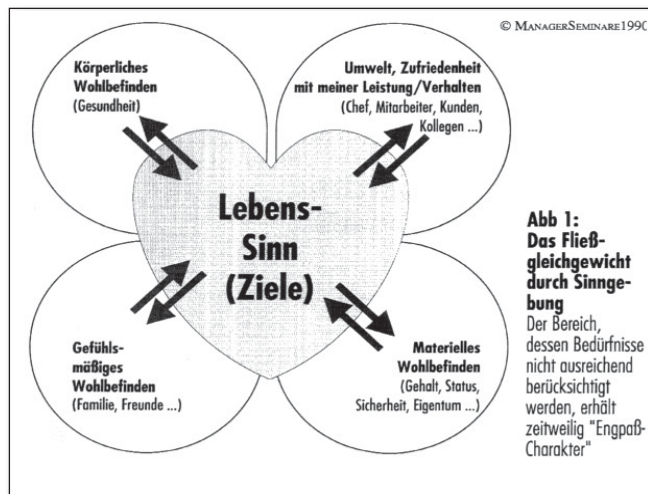 © MANAGERSEMINARE1990
Körperliches
Wohlbefinden
(Gesundheit)
Umwelt, Zufriedenheit
mit meiner Leistung/Verhalten
(Chef, Mitarbeiter, Kunden,
Kollegen ...)
Lebens-
Sinn
(Ziele)
Gefühls-
mäßiges
Wohlbefinden
(Familie, Freunde ...)
Materielles
Wohlbefinden
(Gehalt, Status,
Sicherheit, Eigentum ...)
Abb 1:
Das Fließ-
gleichgewicht
durch Sinnge-
bung
Der Bereich,
dessen Bedürfnisse
nicht ausreichend
berücksichtigt
werden, erhält
zeitweilig "Engpaß-
Charakter"